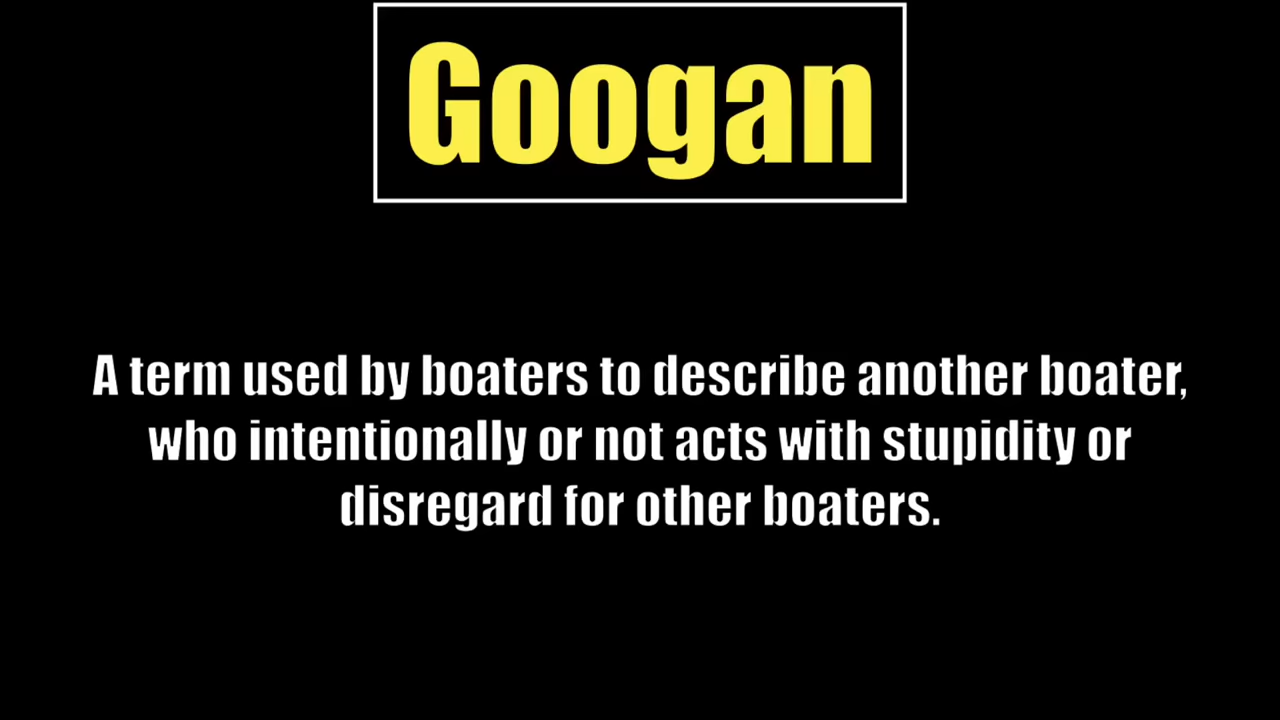 Googan
A term used by boaters to describe another boater,
who intentionally or not acts with stupidity or
disregard for other boaters.